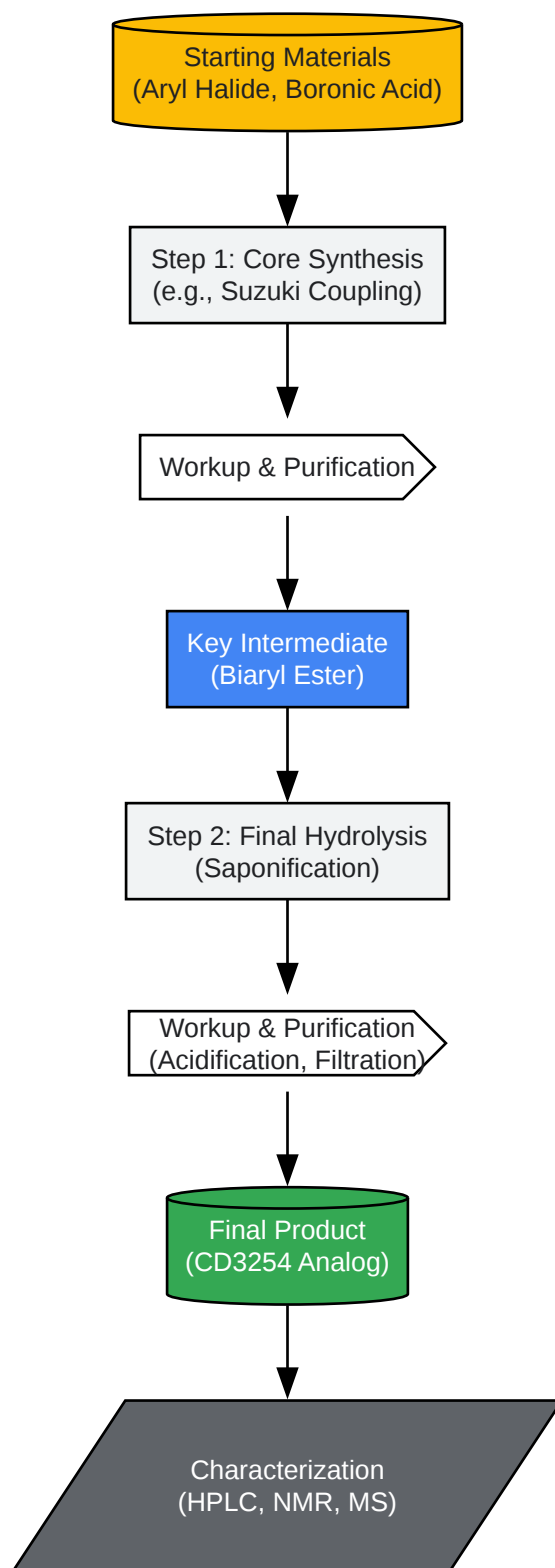 Starting Materials
(Aryl Halide, Boronic Acid)
Step 1: Core Synthesis
(e.g., Suzuki Coupling)
Workup & Purification
Key Intermediate
(Biaryl Ester)
Step 2: Final Hydrolysis
(Saponification)
Workup & Purification
(Acidification, Filtration)
Final Product
(CD3254 Analog)
Characterization
(HPLC, NMR, MS)